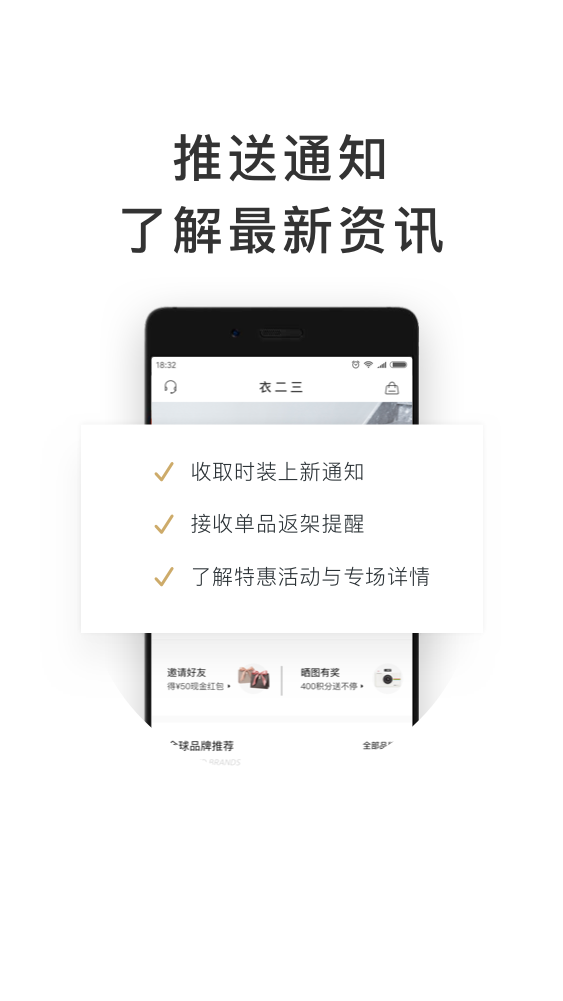 推送通知
了解最新资讯
18:32
衣二三
收取时装上新通知
接收单品返架提醒
了解特惠活动与专场详情
邀请好友
得¥50现金红包
晒图有奖
400积分送不停
全球品牌推荐
全部
BRANDS